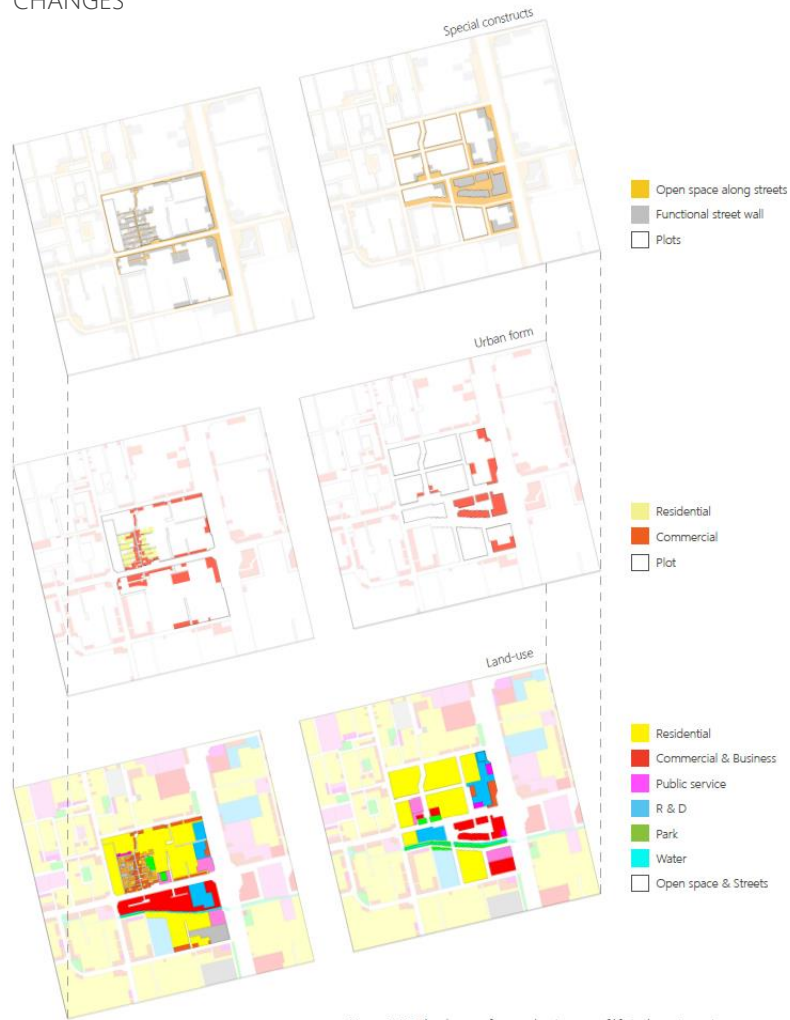 CHANGES
Special constructs
Open space along streets
Functional street wall
Plots
Urban form
Residential
Commercial
Plot
Land-use
Residential
Commercial & Business
Public service
R & D
Park
Water
Open space & Streets